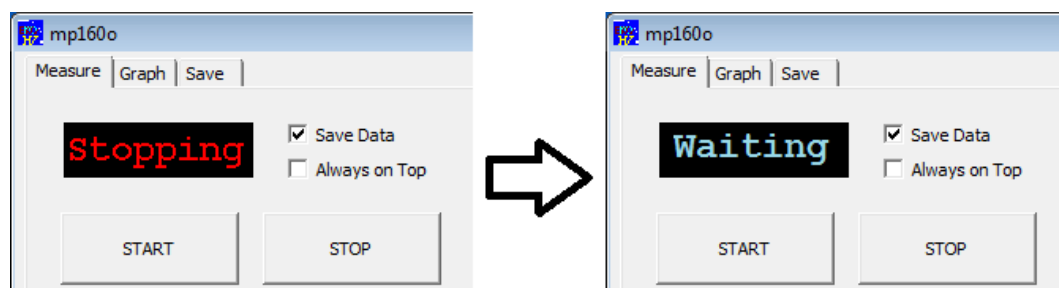 mp160o
Measure Graph Save
Stopping
Save Data
Always on Top
START STOP
mp160o
Measure Graph Save
Waiting
Save Data
Always on Top
START STOP